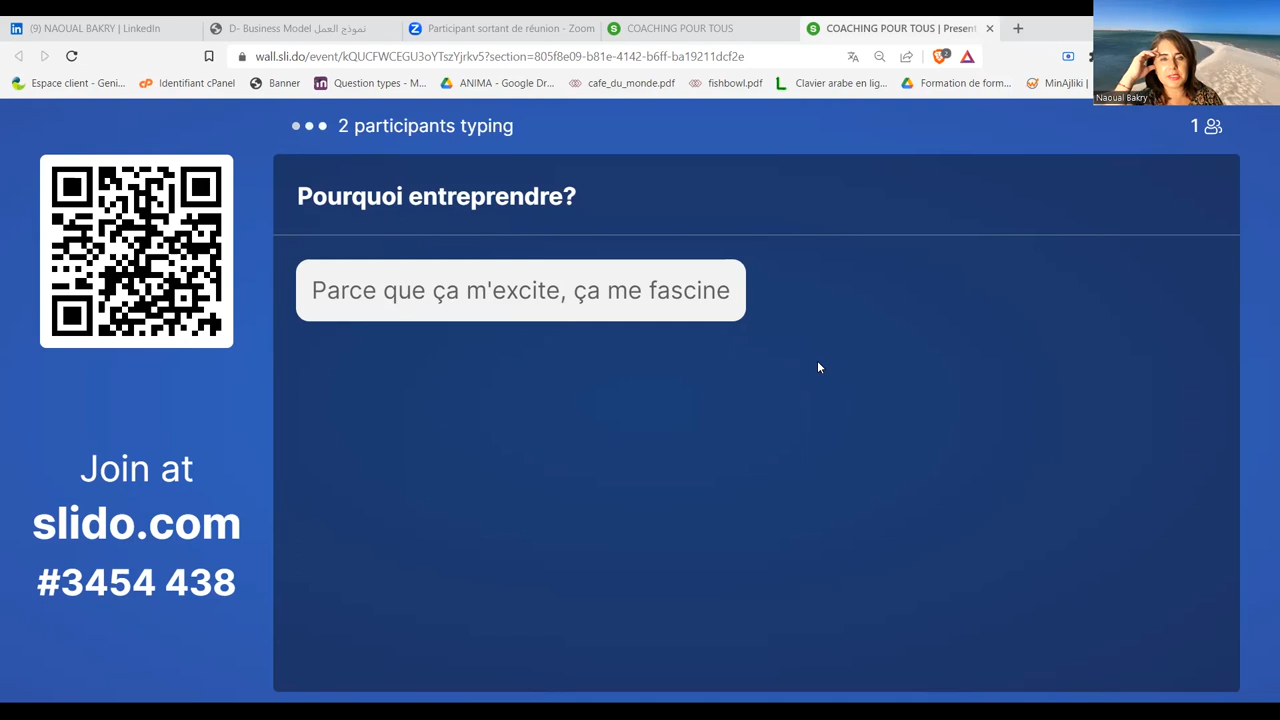 (9) NAOUAL BAKRY | LinkedIn
D- Business Model نموذج العمل
Participant sortant de réunion - Zoom
COACHING POUR TOUS
COACHING POUR TOUS | Present
wall.sli.do/event/kQUCFWCEGU3oYTszYjrbv5?section=805f8e09-b81e-4142-b6ff-ba19211dcf2e
2
Espace client - Geni...
Identifiants cPanel
Banner
Question types - M...
ANIMA - Google Dr...
cafe_du_monde.pdf
fishbowl.pdf
Clavier arabe en lig...
Formation de form...
MinAjliki
Naoual Bakry
2 participants typing
1
Pourquoi entreprendre?
Parce que ça m'excite, ça me fascine
Join at
slido.com
#3454 438